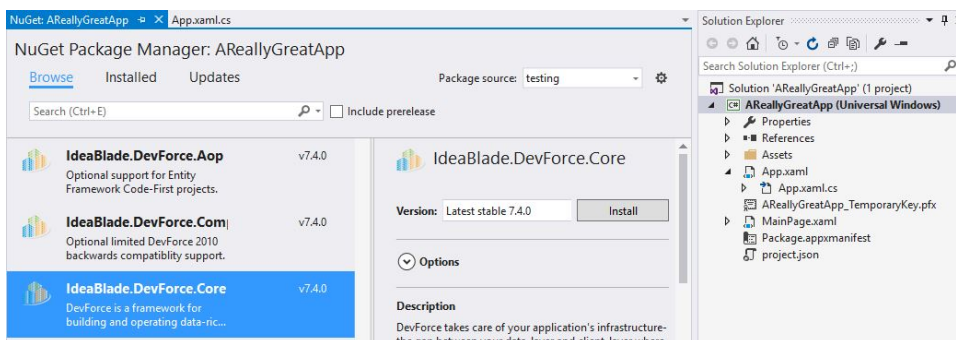 NuGet: AReallyGreatApp
App.xaml.cs
NuGet Package Manager: AReallyGreatApp
Browse Installed Updates
Package source: testing
Search (Ctrl+E)
Include prerelease
IdeaBlade.DevForce.Aop v7.4.0
Optional support for Entity
Framework Code-First projects.
IdeaBlade.DevForce.Comp v7.4.0
Optional limited DevForce 2010
backwards compatiblity support.
IdeaBlade.DevForce.Core v7.4.0
DevForce is a framework for
building and operating data-ric...
IdeaBlade.DevForce.Core
Version: Latest stable 7.4.0 Install
Options
Description
DevForce takes care of your application's infrastructure-
Solution Explorer
Search Solution Explorer (Ctrl+;)
Solution 'AReallyGreatApp' (1 project)
C# AReallyGreatApp (Universal Windows)
Properties
References
Assets
App.xaml
App.xaml.cs
AReallyGreatApp_TemporaryKey.pfx
MainPage.xaml
Package.appxmanifest
project.json